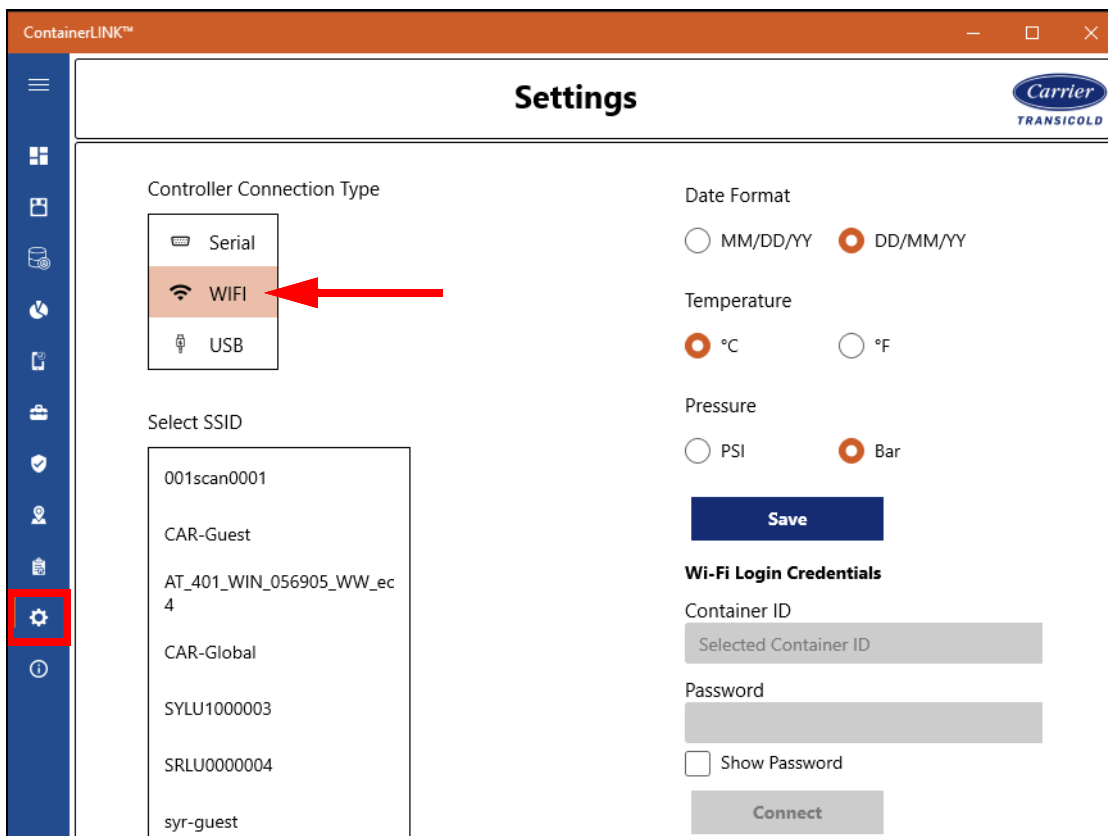 ContainerLINK™
Settings
Carrier
TRANSICOLD
Controller Connection Type
Serial
WIFI
USB
Select SSID
001scan0001
CAR-Guest
AT_401_WIN_056905_WW_ec
4
CAR-Global
SYLU1000003
SRLU0000004
syr-guest
Date Format
MM/DD/YY DD/MM/YY
Temperature
°C °F
Pressure
PSI Bar
Save
Wi-Fi Login Credentials
Container ID
Selected Container ID
Password
Show Password
Connect